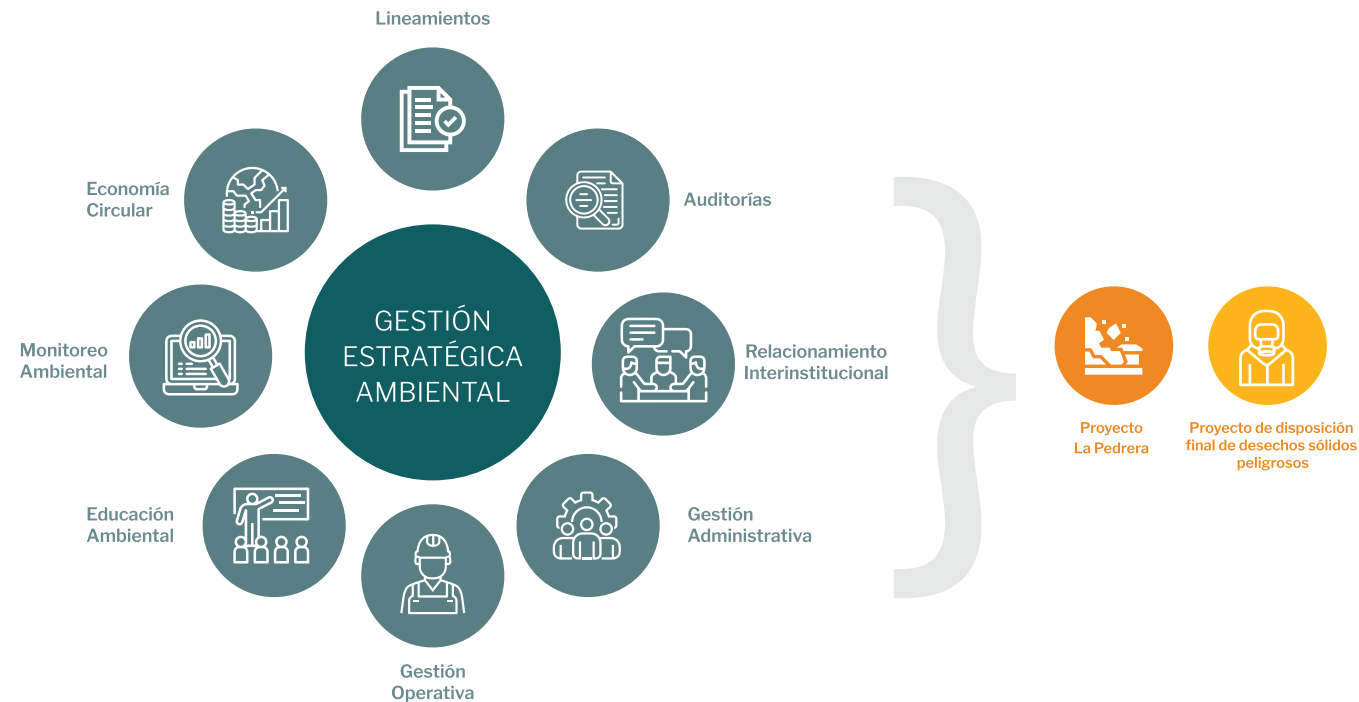 Lineamientos
Economía
Circular
Auditorías
GESTIÓN
ESTRATÉGICA
AMBIENTAL
Monitoreo
Ambiental
Relacionamiento
Interinstitucional
Educación
Ambiental
Gestión
Administrativa
Gestión
Operativa
Proyecto
La Pedrera
Proyecto de disposición
final de desechos sólidos
peligrosos